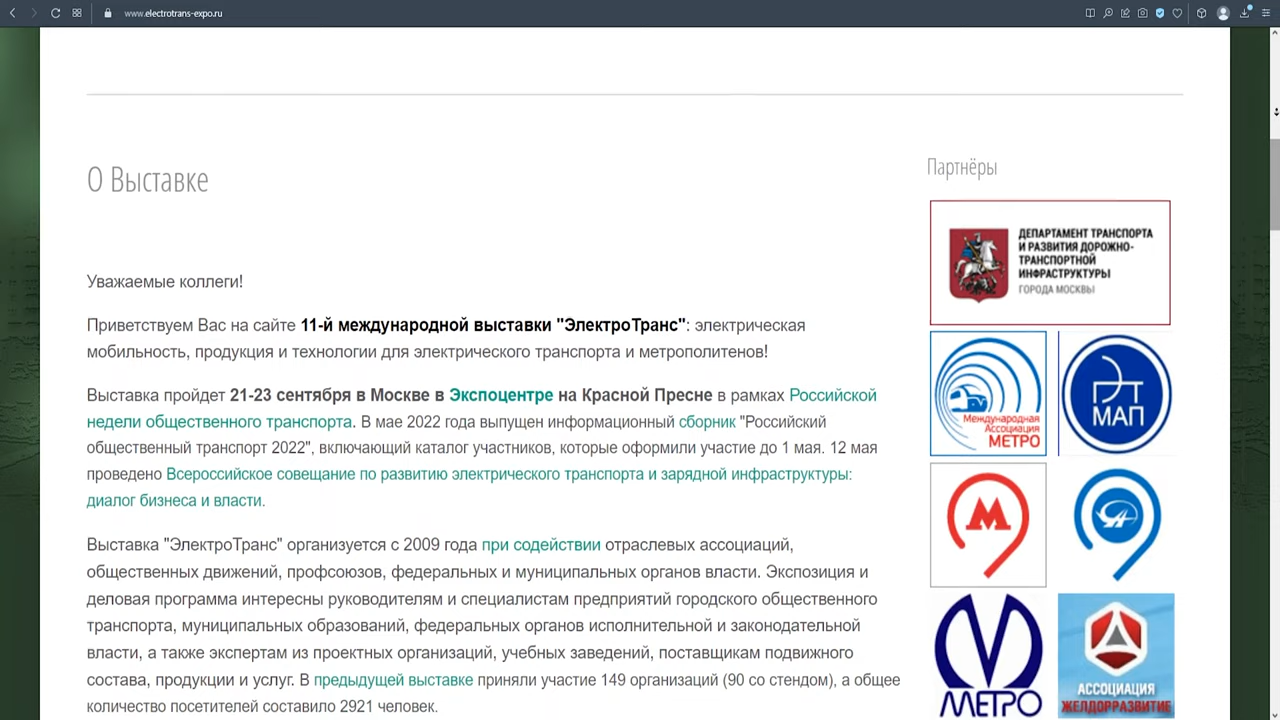 www.electrotrans-expo.ru
О Выставке
Уважаемые коллеги!
Приветствуем Вас на сайте 11-й международной выставки "ЭлектроТранс": электрическая
мобильность, продукция и технологии для электрического транспорта и метрополитенов!
Выставка пройдет 21-23 сентября в Москве в Экспоцентре на Красной Пресне в рамках Российской
недели общественного транспорта. В мае 2022 года выпущен информационный сборник "Российский
общественный транспорт 2022", включающий каталог участников, которые оформили участие до 1 мая. 12 мая
проведено Всероссийское совещание по развитию электрического транспорта и зарядной инфраструктуры:
диалог бизнеса и власти.
Выставка "ЭлектроТранс" организуется с 2009 года при содействии отраслевых ассоциаций,
общественных движений, профсоюзов, федеральных и муниципальных органов власти. Экспозиция и
деловая программа интересны руководителям и специалистам предприятий городского общественного
транспорта, муниципальных образований, федеральных органов исполнительной и законодательной
власти, а также экспертам из проектных организаций, учебных заведений, поставщикам подвижного
состава, продукции и услуг. В предыдущей выставке приняли участие 149 организаций (90 со стендом), а общее
количество посетителей составило 2921 человек.
Партнёры
ДЕПАРТАМЕНТ ТРАНСПОРТА
И РАЗВИТИЯ ДОРОЖНО-
ТРАНСПОРТНОЙ
ИНФРАСТРУКТУРЫ
ГОРОДА МОСКВЫ
Международная
Ассоциация
МЕТРО
ГЭТ
МАП
М
МЕТРО
АССОЦИАЦИЯ
ЖЕЛДОРРАЗВИТИЕ